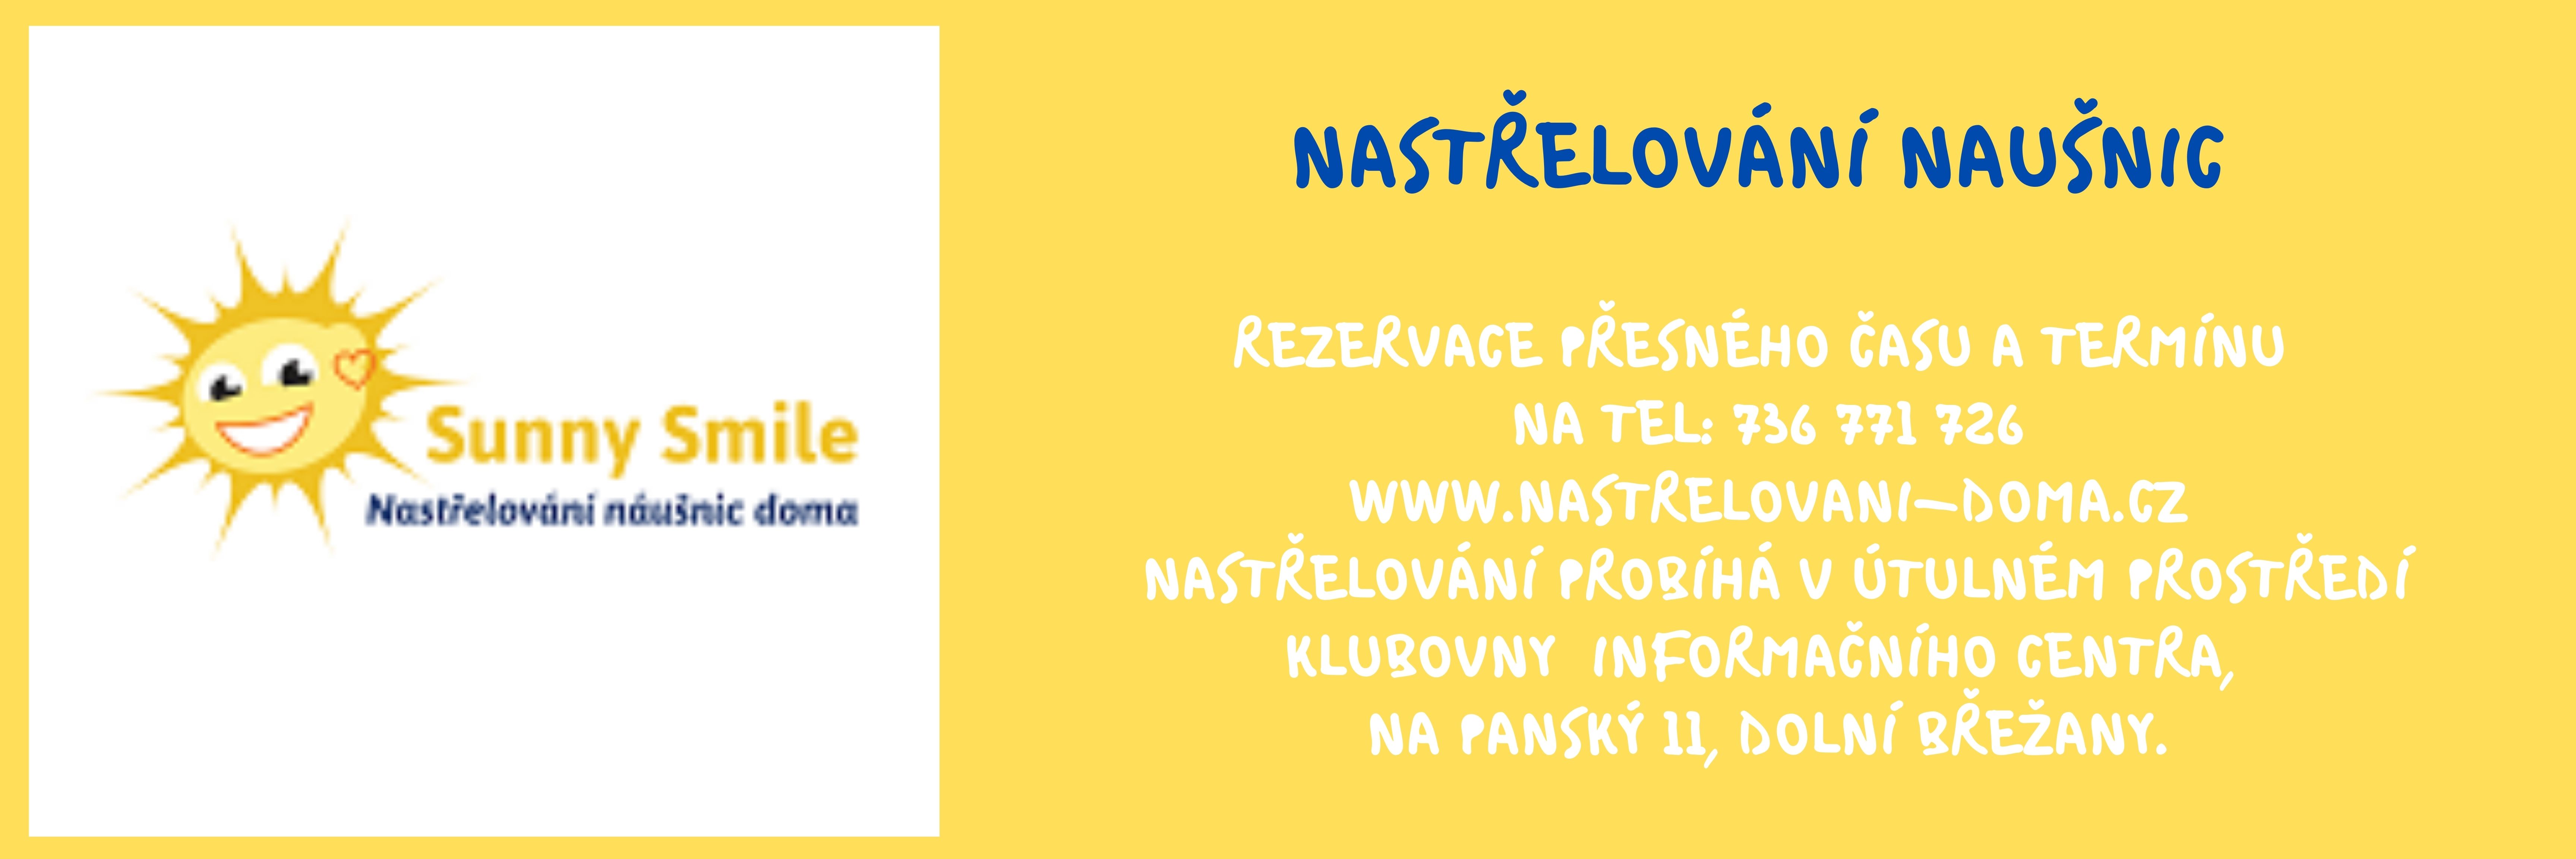 Sunny Smile
Nastřelování náušnic doma
NASTŘELOVÁNÍ NAUŠNIC
REZERVACE PŘESNÉHO ČASU A TERMÍNU
NA TEL: 736 771 726
WWW.NASTRELOVANI–DOMA.CZ
NASTŘELOVÁNÍ PROBÍHÁ V ÚTULNÉM PROSTŘEDÍ
KLUBOVNY INFORMAČNÍHO CENTRA,
NA PANSKÝ 11, DOLNÍ BŘEŽANY.